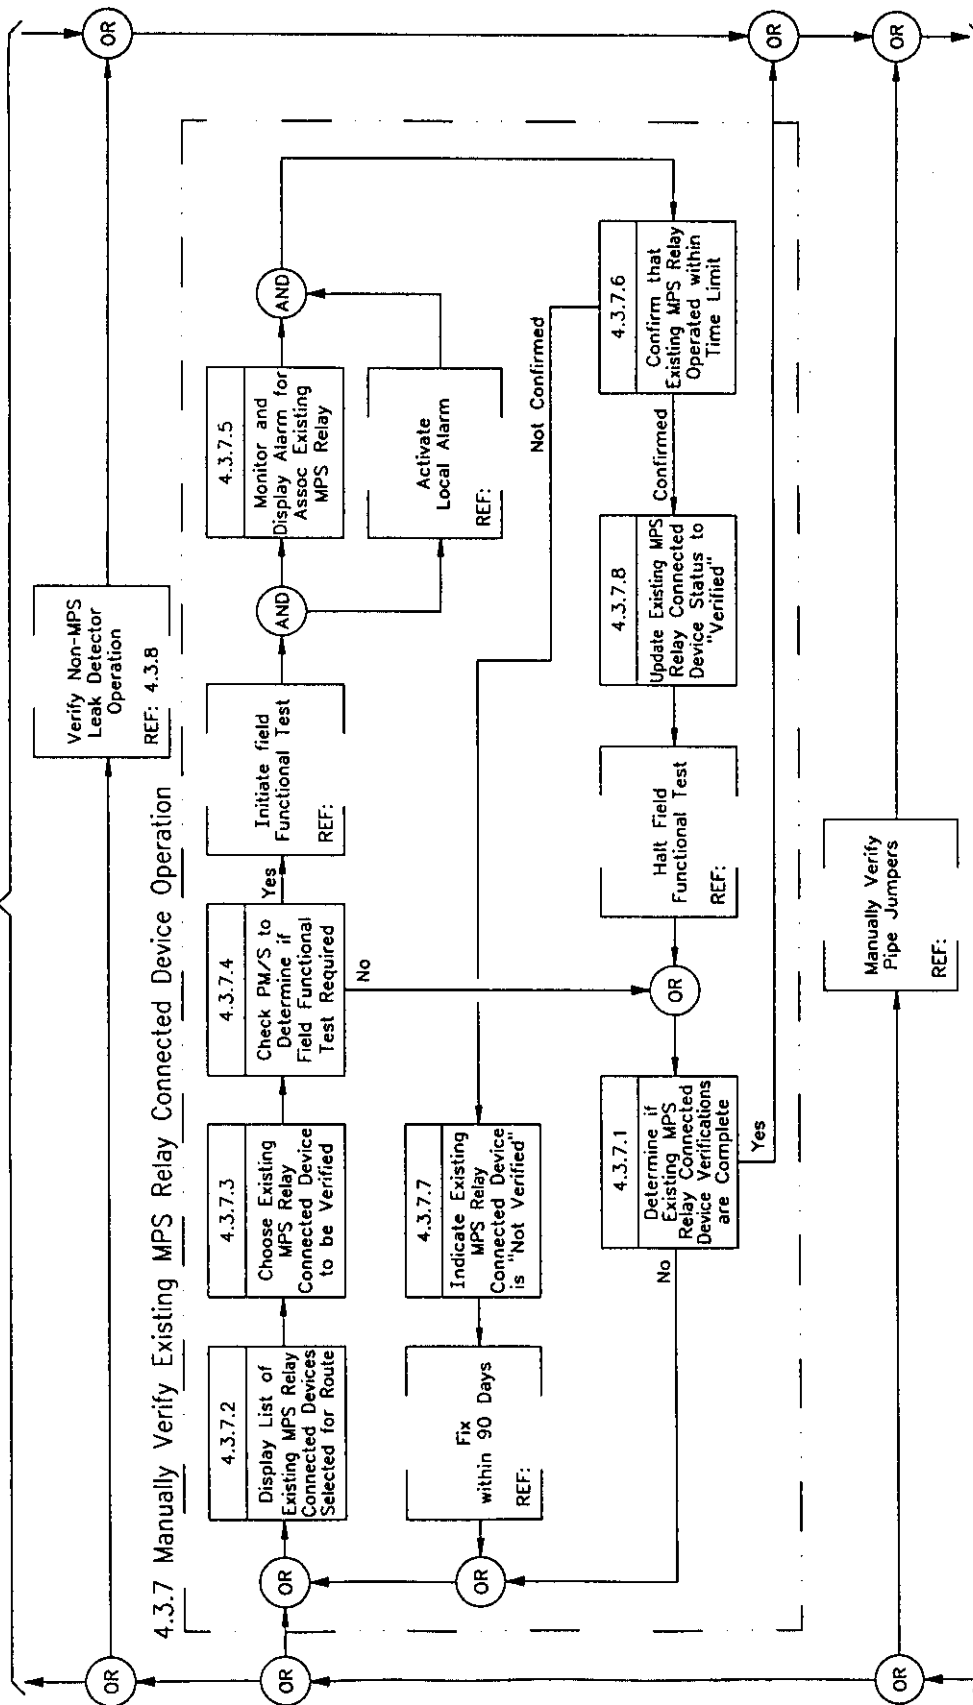 OR
Verify Non-MPS
Leak Detector
Operation
REF: 4.3.8
OR
4.3.7 Manually Verify Existing MPS Relay Connected Device Operation
OR
OR
4.3.7.2
Display List of
Existing MPS Relay
Connected Devices
Selected for Route
4.3.7.3
Choose Existing
MPS Relay
Connected Device
to be Verified
4.3.7.4
Check PM/S to
Determine if
Field Functional
Test Required
Yes
No
Initiate field
Functional Test
REF:
AND
4.3.7.5
Monitor and
Display Alarm for
Assoc Existing
MPS Relay
AND
Activate
Local Alarm
REF:
OR
Fix
within 90 Days
REF:
4.3.7.7
Indicate Existing
MPS Relay
Connected Device
is "Not Verified"
Not Confirmed
No
4.3.7.1
Determine if
Existing MPS
Relay Connected
Device Verifications
are Complete
Yes
OR
Halt Field
Functional Test
REF:
4.3.7.8
Update Existing MPS
Relay Connected
Device Status to
"Verified"
Confirmed
4.3.7.6
Confirm that
Existing MPS Relay
Operated within
Time Limit
OR
OR
Manually Verify
Pipe Jumpers
REF:
OR